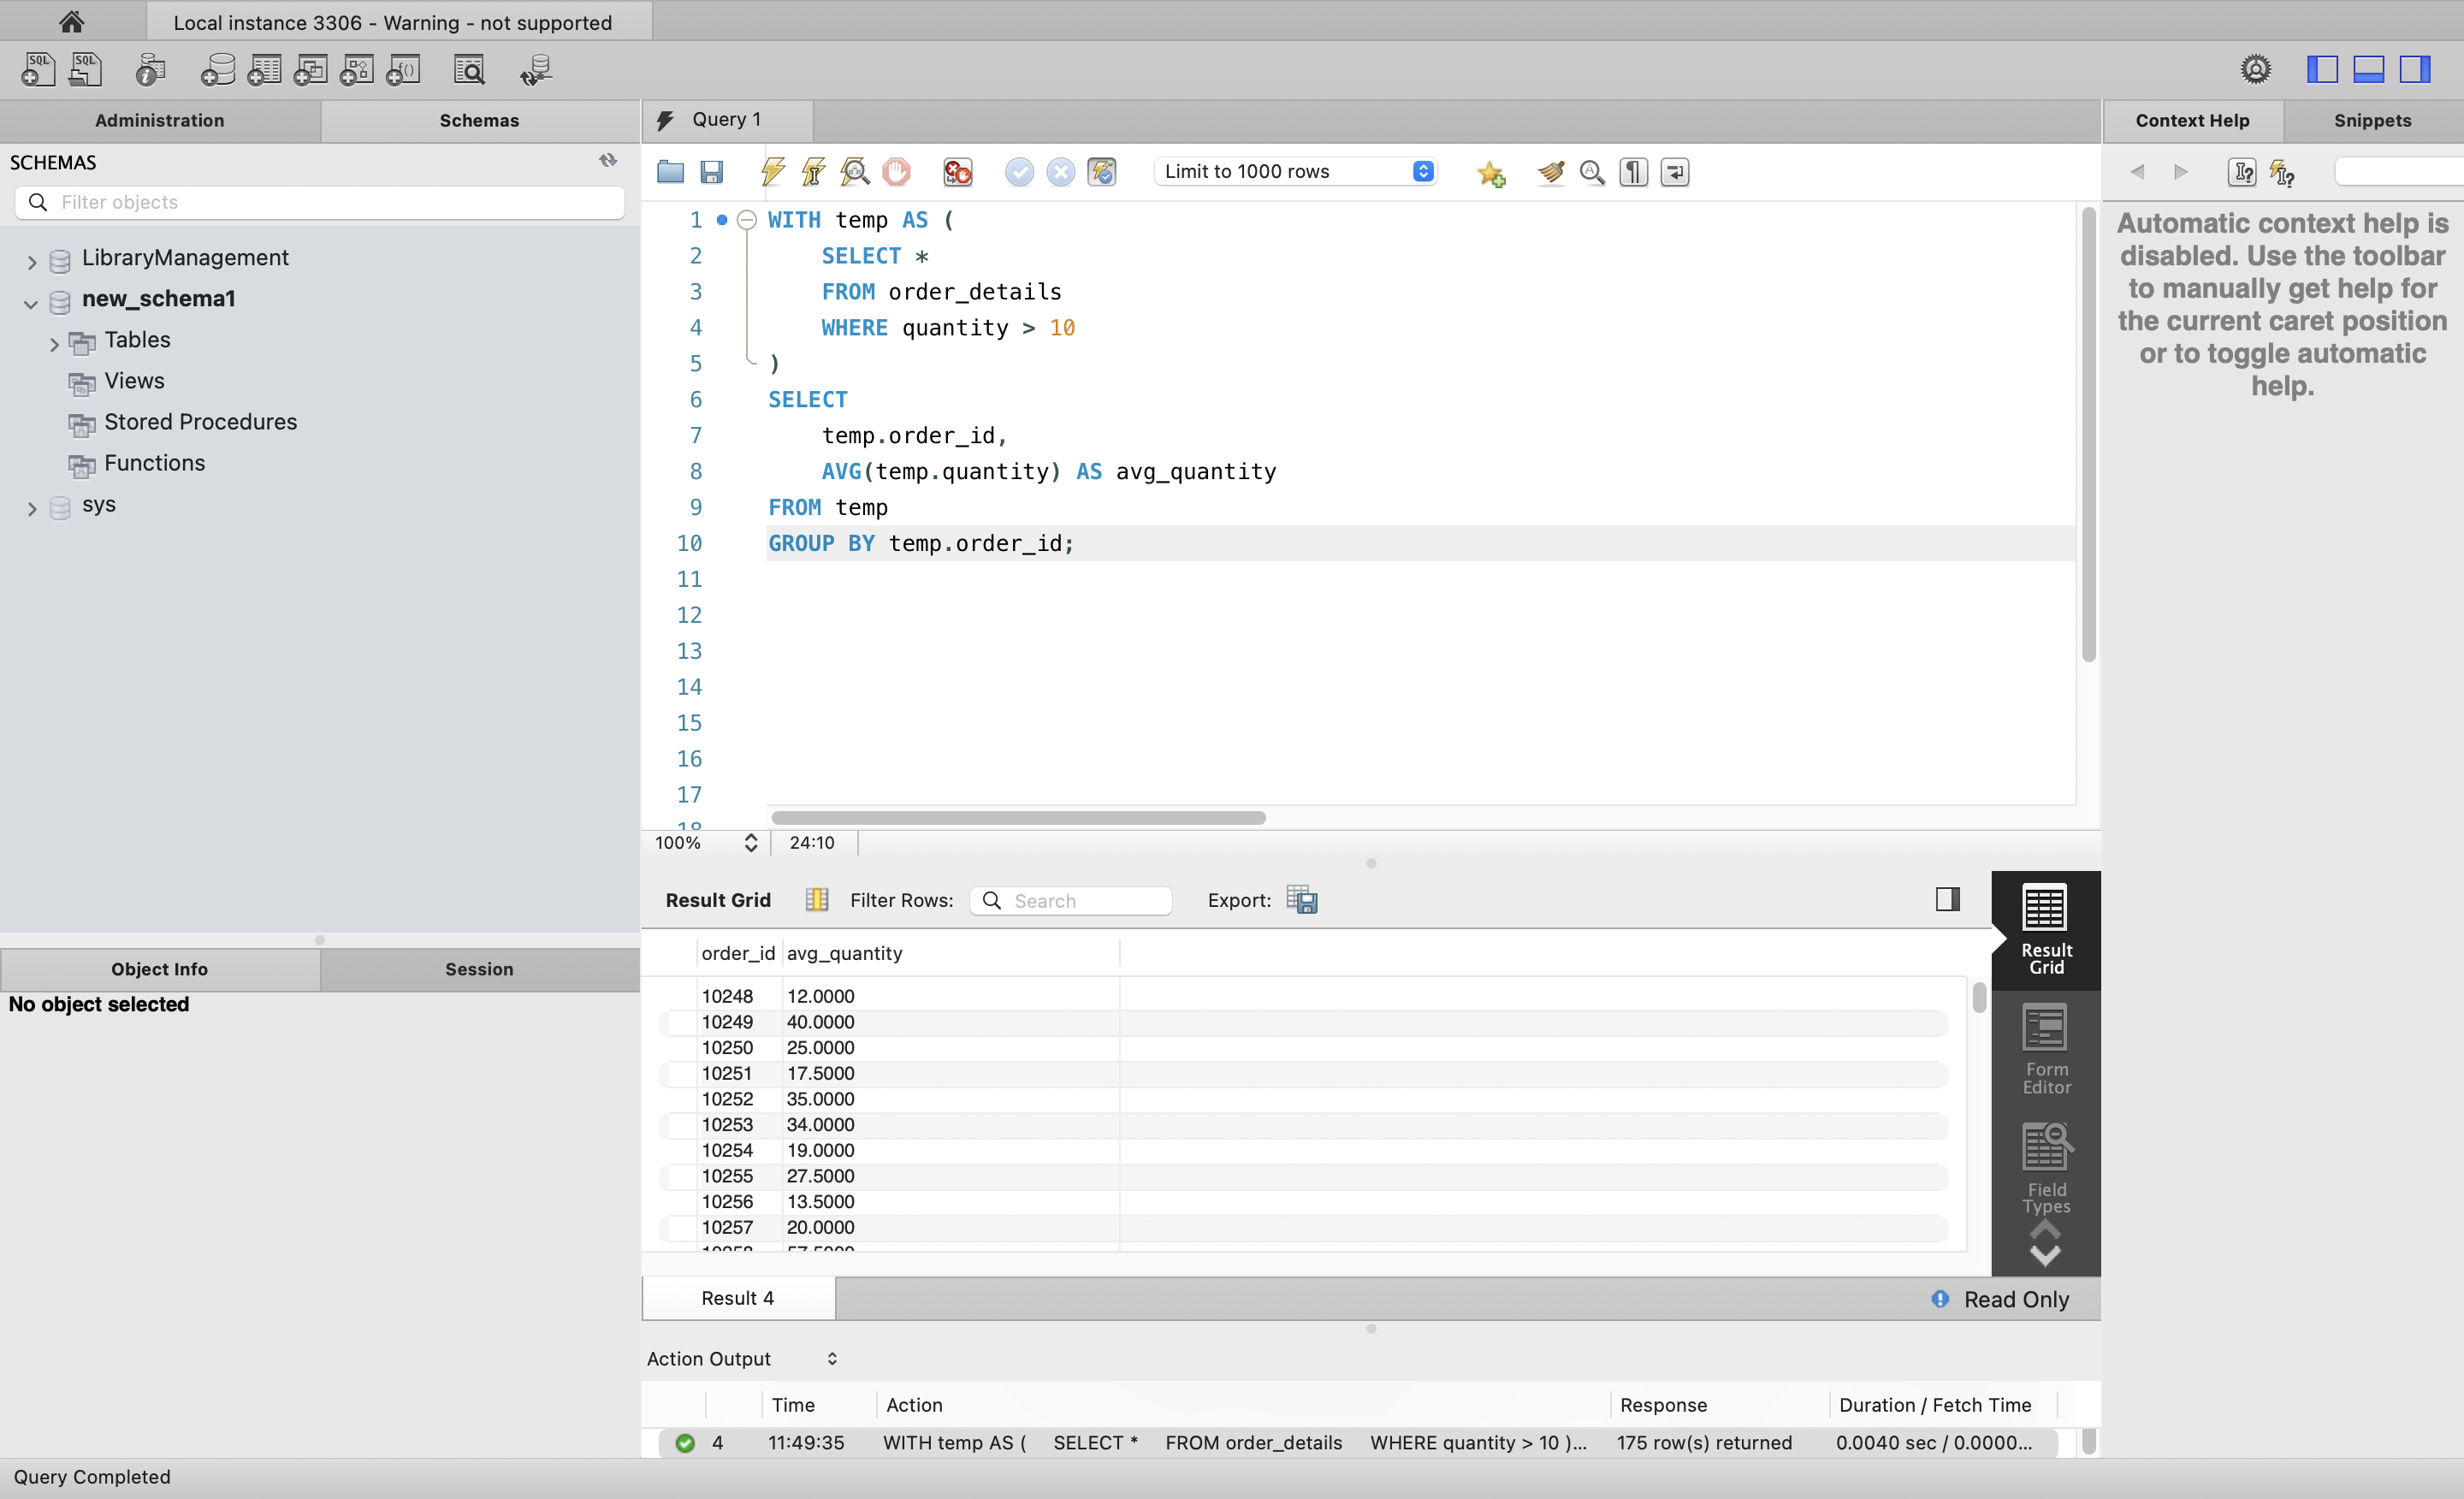 Local instance 3306 - Warning - not supported
SQL SQL
Administration Schemas
SCHEMAS
Filter objects
LibraryManagement
new_schema1
Tables
Views
Stored Procedures
Functions
sys
Object Info Session
No object selected
Query 1
Limit to 1000 rows
1 WITH temp AS (
2 SELECT *
3 FROM order_details
4 WHERE quantity > 10
5 )
6 SELECT
7 temp.order_id,
8 AVG(temp.quantity) AS avg_quantity
9 FROM temp
10 GROUP BY temp.order_id;
11
12
13
14
15
16
17
18
100% 24:10
Result Grid Filter Rows: Search Export:
order_id avg_quantity
10248 12.0000
10249 40.0000
10250 25.0000
10251 17.5000
10252 35.0000
10253 34.0000
10254 19.0000
10255 27.5000
10256 13.5000
10257 20.0000
10258 57.5000
Result
Grid
Form
Editor
Field
Types
Result 4 Read Only
Action Output
Time Action Response Duration / Fetch Time
4 11:49:35 WITH temp AS ( SELECT * FROM order_details WHERE quantity > 10 )... 175 row(s) returned 0.0040 sec / 0.0000...
Context Help Snippets
Automatic context help is
disabled. Use the toolbar
to manually get help for
the current caret position
or to toggle automatic
help.
Query Completed